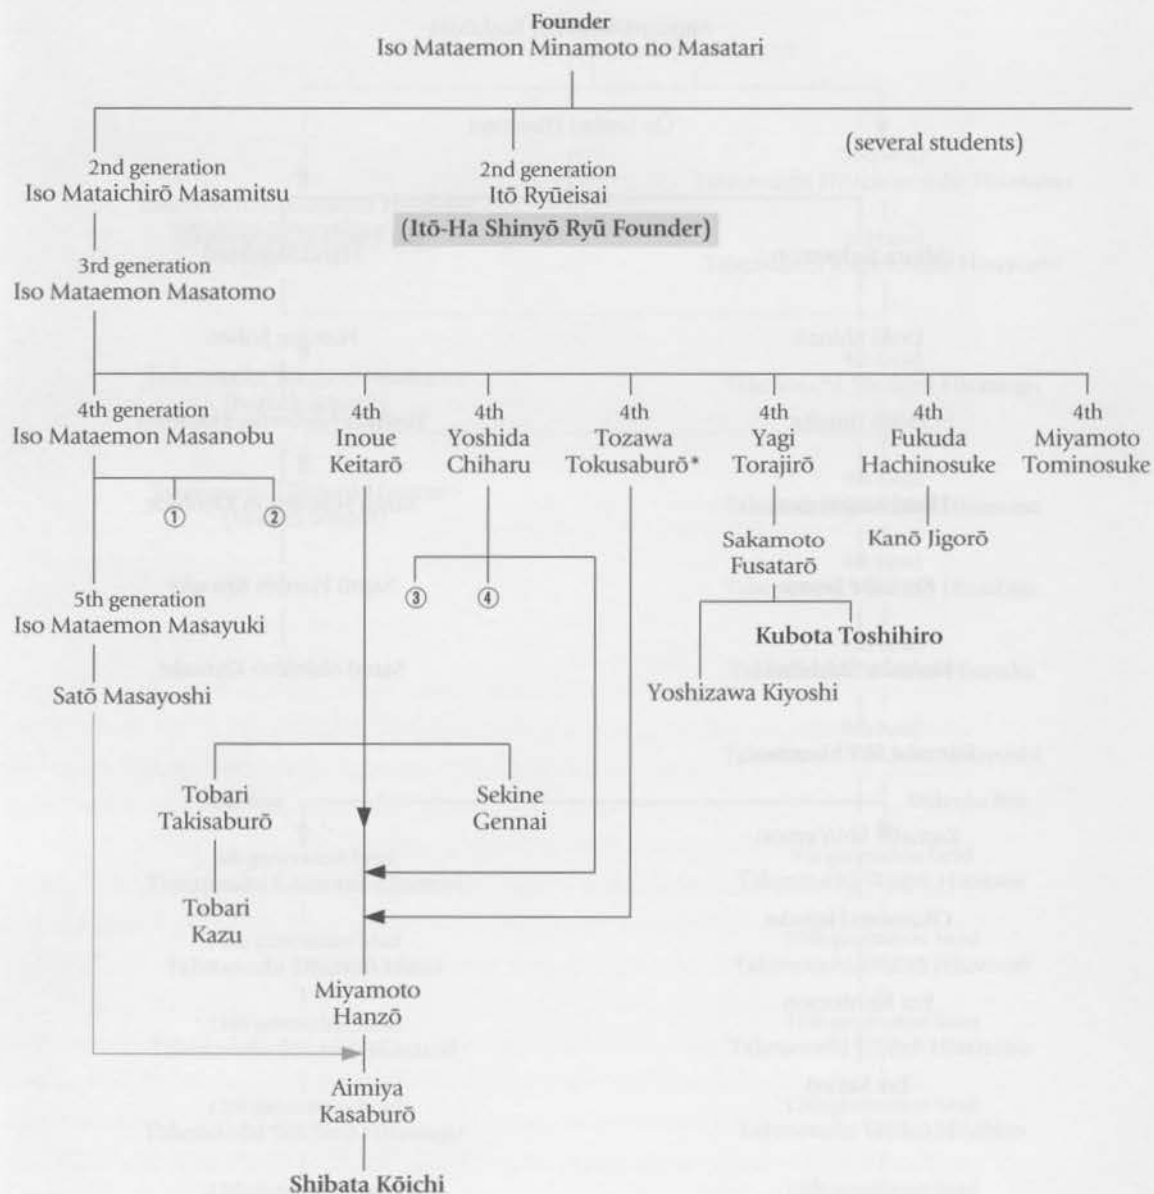 Founder
Iso Mataemon Minamoto no Masatari
(several students)
2nd generation
Iso Mataichirō Masamitsu
2nd generation
Itō Ryūeisai
(Itō-Ha Shinyō Ryū Founder)
3rd generation
Iso Mataemon Masatomo
4th generation
Iso Mataemon Masanobu
4th
Inoue
Keitarō
4th
Yoshida
Chiharu
4th
Tozawa
Tokusaburō*
4th
Yagi
Torajirō
4th
Fukuda
Hachinosuke
4th
Miyamoto
Tominosuke
①
②
Sakamoto
Fusatarō
Kanō Jigorō
③
④
5th generation
Iso Mataemon Masayuki
Kubota Toshihiro
Yoshizawa Kiyoshi
Satō Masayoshi
Tobari
Takisaburō
Sekine
Gennai
Tobari
Kazu
Miyamoto
Hanzō
Aimiya
Kasaburō
Shibata Kōichi